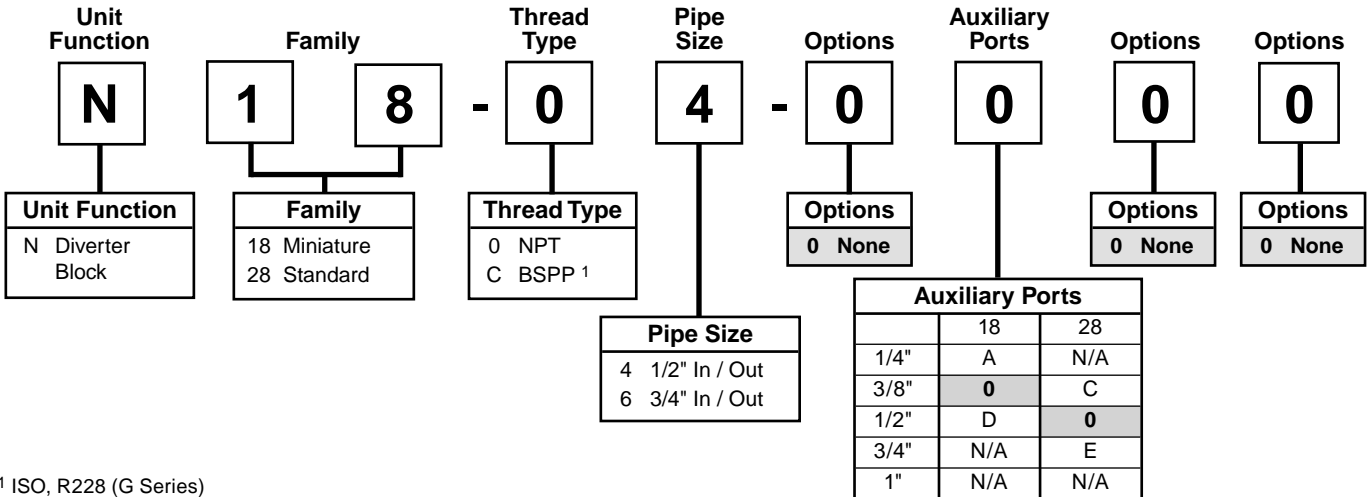 Unit Function
Family
Thread Type
Pipe Size
Options
Auxiliary Ports
Options
Options
N 1 8 - 0 4 - 0 0 0 0
Unit Function
N Diverter
Block
Family
18 Miniature
28 Standard
Thread Type
0 NPT
C BSPP 1
Pipe Size
4 1/2" In / Out
6 3/4" In / Out
Options
0 None
Auxiliary Ports
18 28
1/4" A N/A
3/8" 0 C
1/2" D 0
3/4" N/A E
1" N/A N/A
Options
0 None
Options
0 None
1 ISO, R228 (G Series)